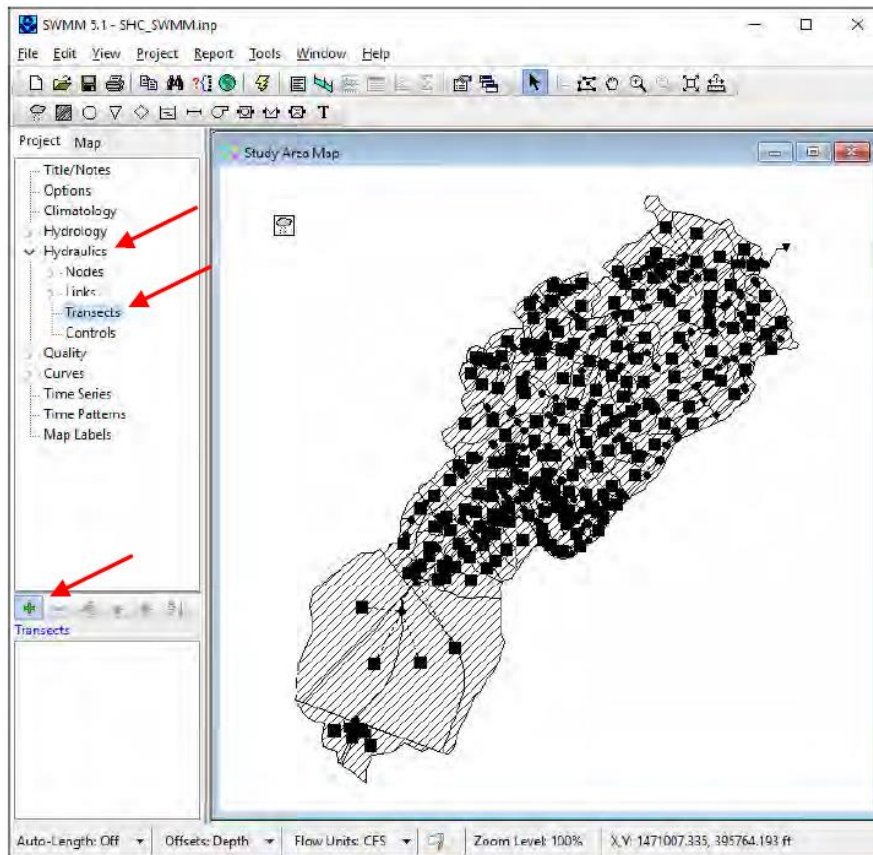 SWMM 5.1 - SHC_SWMM.inp
File Edit View Project Report Tools Window Help
T
Project Map
Title/Notes
Options
Climatology
Hydrology
Hydraulics
Nodes
Links
Transects
Controls
Quality
Curves
Time Series
Time Patterns
Map Labels
Transects
Study Area Map
Auto-Length: Off Offsets: Depth Flow Units: CFS Zoom Level: 100% X,Y: 1471007.335, 395764.193 ft